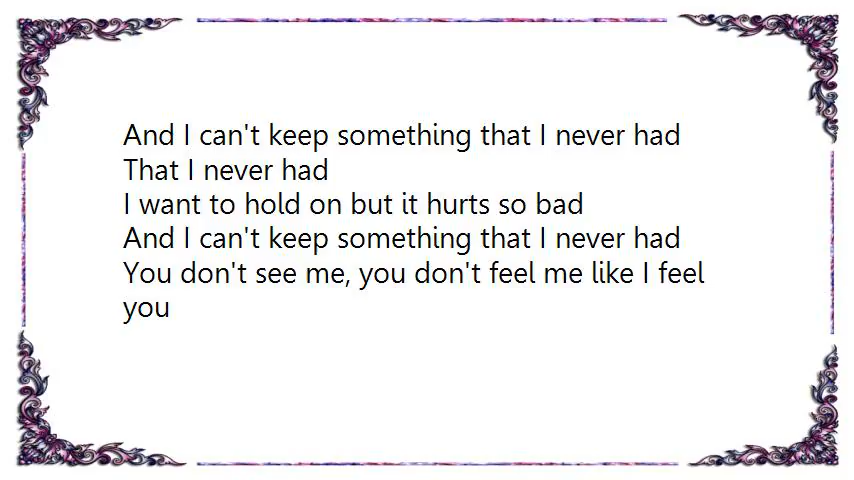 And I can't keep something that I never had
That I never had
I want to hold on but it hurts so bad
And I can't keep something that I never had
You don't see me, you don't feel me like I feel
you